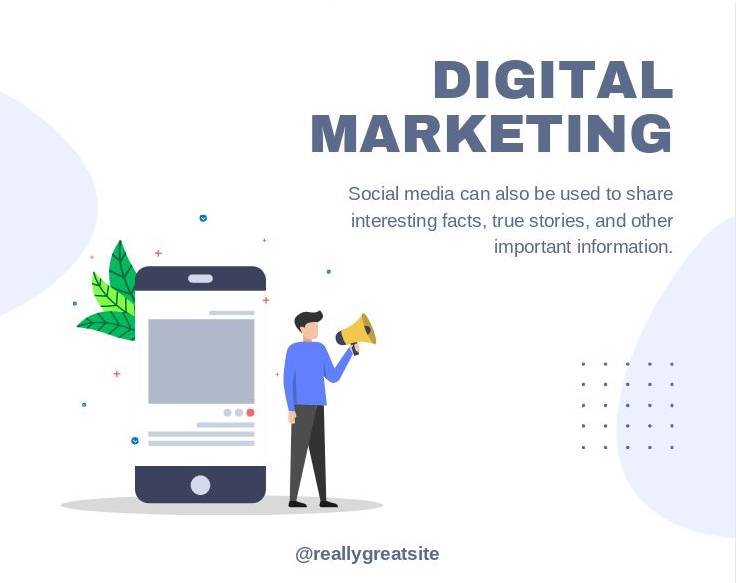 DIGITAL
MARKETING
Social media can also be used to share
interesting facts, true stories, and other
important information.
@reallygreatsite